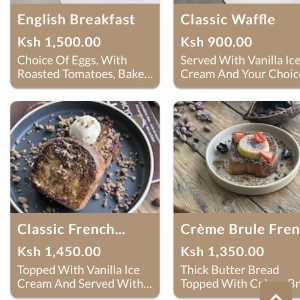 English Breakfast
Ksh 1,500.00
Choice Of Eggs, With
Roasted Tomatoes, Bake...
Classic Waffle
Ksh 900.00
Served With Vanilla Ice
Cream And Your Choic
Classic French...
Ksh 1,450.00
Topped With Vanilla Ice
Cream And Served With...
Crème Brule Fren
Ksh 1,350.00
Thick Butter Bread
Topped With